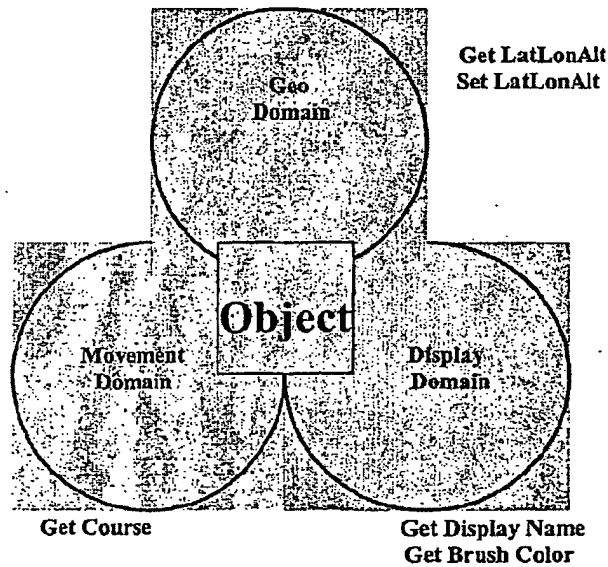 Geo
Domain
Get LatLonAlt
Set LatLonAlt
Object
Movement
Domain
Display
Domain
Get Course
Get Display Name
Get Brush Color